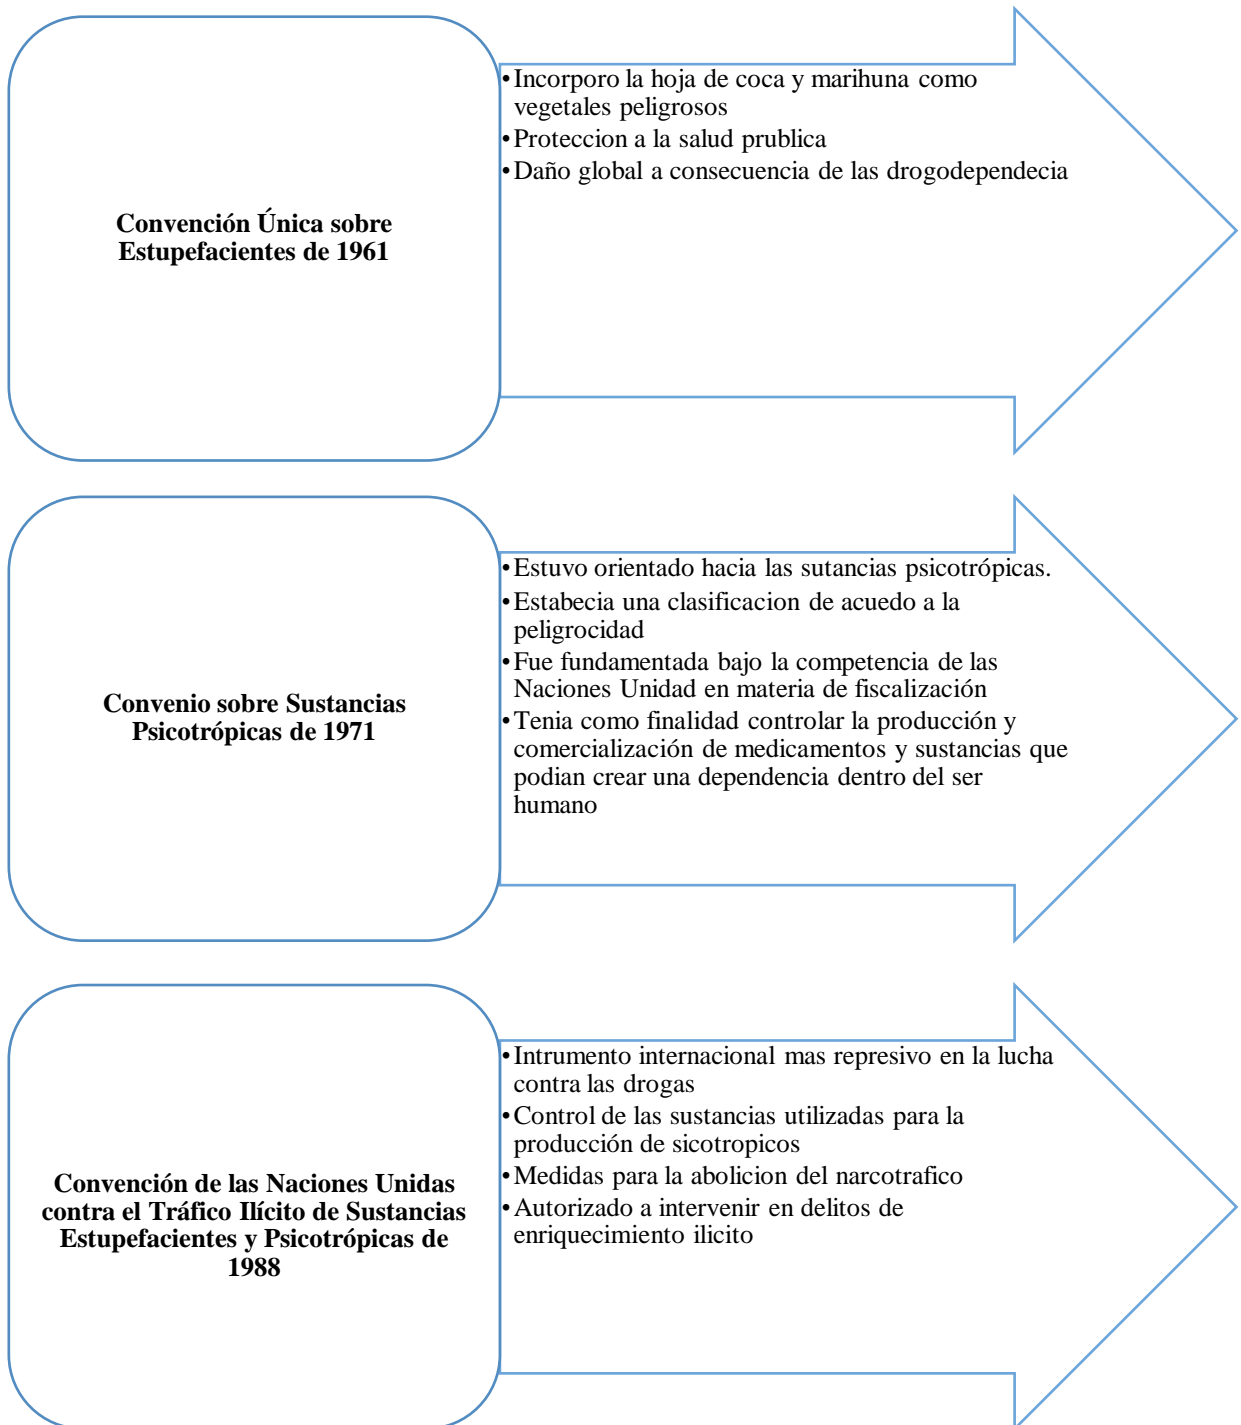 Convención Única sobre
Estupefacientes de 1961
•Incorporo la hoja de coca y marihuna como
vegetales peligrosos
•Proteccion a la salud prublica
•Daño global a consecuencia de las drogodependecia
Convenio sobre Sustancias
Psicotrópicas de 1971
•Estuvo orientado hacia las sutancias psicotrópicas.
•Estabecia una clasificacion de acuedo a la
peligrocidad
•Fue fundamentada bajo la competencia de las
Naciones Unidad en materia de fiscalización
•Tenia como finalidad controlar la producción y
comercialización de medicamentos y sustancias que
podian crear una dependencia dentro del ser
humano
Convención de las Naciones Unidas
contra el Tráfico Ilícito de Sustancias
Estupefacientes y Psicotrópicas de
1988
•Intrumento internacional mas represivo en la lucha
contra las drogas
•Control de las sustancias utilizadas para la
producción de sicotropicos
•Medidas para la abolicion del narcotrafico
•Autorizado a intervenir en delitos de
enriquecimiento ilicito